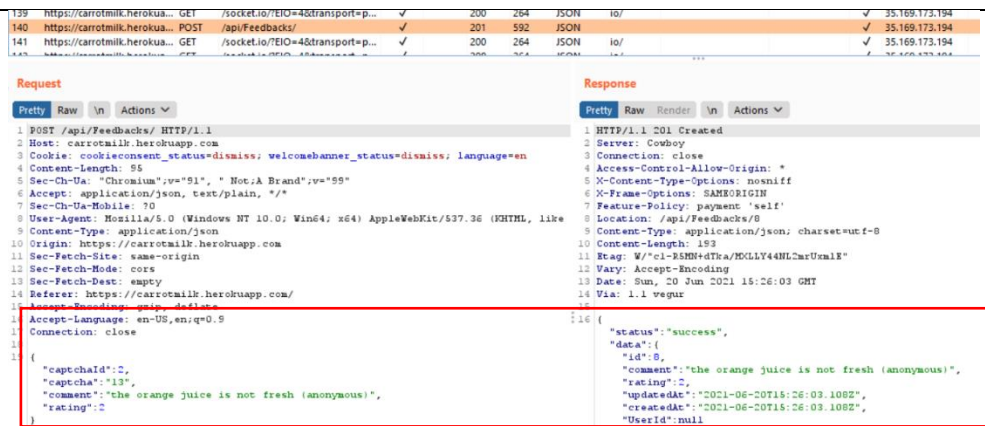 139 https://carrotmilk.herokua... GET /socket.io/?EIO=4&transport=p... ✓ 200 264 JSON io/ ✓ 35.169.173.194
140 https://carrotmilk.herokua... POST /api/Feedbacks/ ✓ 201 592 JSON ✓ 35.169.173.194
141 https://carrotmilk.herokua... GET /socket.io/?EIO=4&transport=p... ✓ 200 264 JSON io/ ✓ 35.169.173.194
Request
Pretty Raw \n Actions
1 POST /api/Feedbacks/ HTTP/1.1
2 Host: carrotmilk.herokuapp.com
3 Cookie: cookieconsent_status=dismiss; welcomebanner_status=dismiss; language=en
4 Content-Length: 95
5 Sec-Ch-Ua: "Chromium";v="91", " Not;A Brand";v="99"
6 Accept: application/json, text/plain, */*
7 Sec-Ch-Ua-Mobile: ?0
8 User-Agent: Mozilla/5.0 (Windows NT 10.0; Win64; x64) AppleWebKit/537.36 (KHTML, like
9 Content-Type: application/json
10 Origin: https://carrotmilk.herokuapp.com
11 Sec-Fetch-Site: same-origin
12 Sec-Fetch-Mode: cors
13 Sec-Fetch-Dest: empty
14 Referer: https://carrotmilk.herokuapp.com/
15 Accept-Encoding: gzip, deflate
16 Accept-Language: en-US,en;q=0.9
17 Connection: close
18
19 {
"captchaId":2,
"captcha":"13",
"comment":"the orange juice is not fresh (anonymous)",
"rating":2
}
Response
Pretty Raw Render \n Actions
1 HTTP/1.1 201 Created
2 Server: Cowboy
3 Connection: close
4 Access-Control-Allow-Origin: *
5 X-Content-Type-Options: nosniff
6 X-Frame-Options: SAMEORIGIN
7 Feature-Policy: payment 'self'
8 Location: /api/Feedbacks/8
9 Content-Type: application/json; charset=utf-8
10 Content-Length: 193
11 Etag:
12 Vary: Accept-Encoding
13 Date: Sun, 20 Jun 2021 15:26:03 GMT
14 Via: 1.1 vegur
15
16 {
"status":"success",
"data":{
"id":8,
"comment":"the orange juice is not fresh (anonymous)",
"rating":2,
"updatedAt":"2021-06-20T15:26:03.108Z",
"createdAt":"2021-06-20T15:26:03.108Z",
"UserId":null